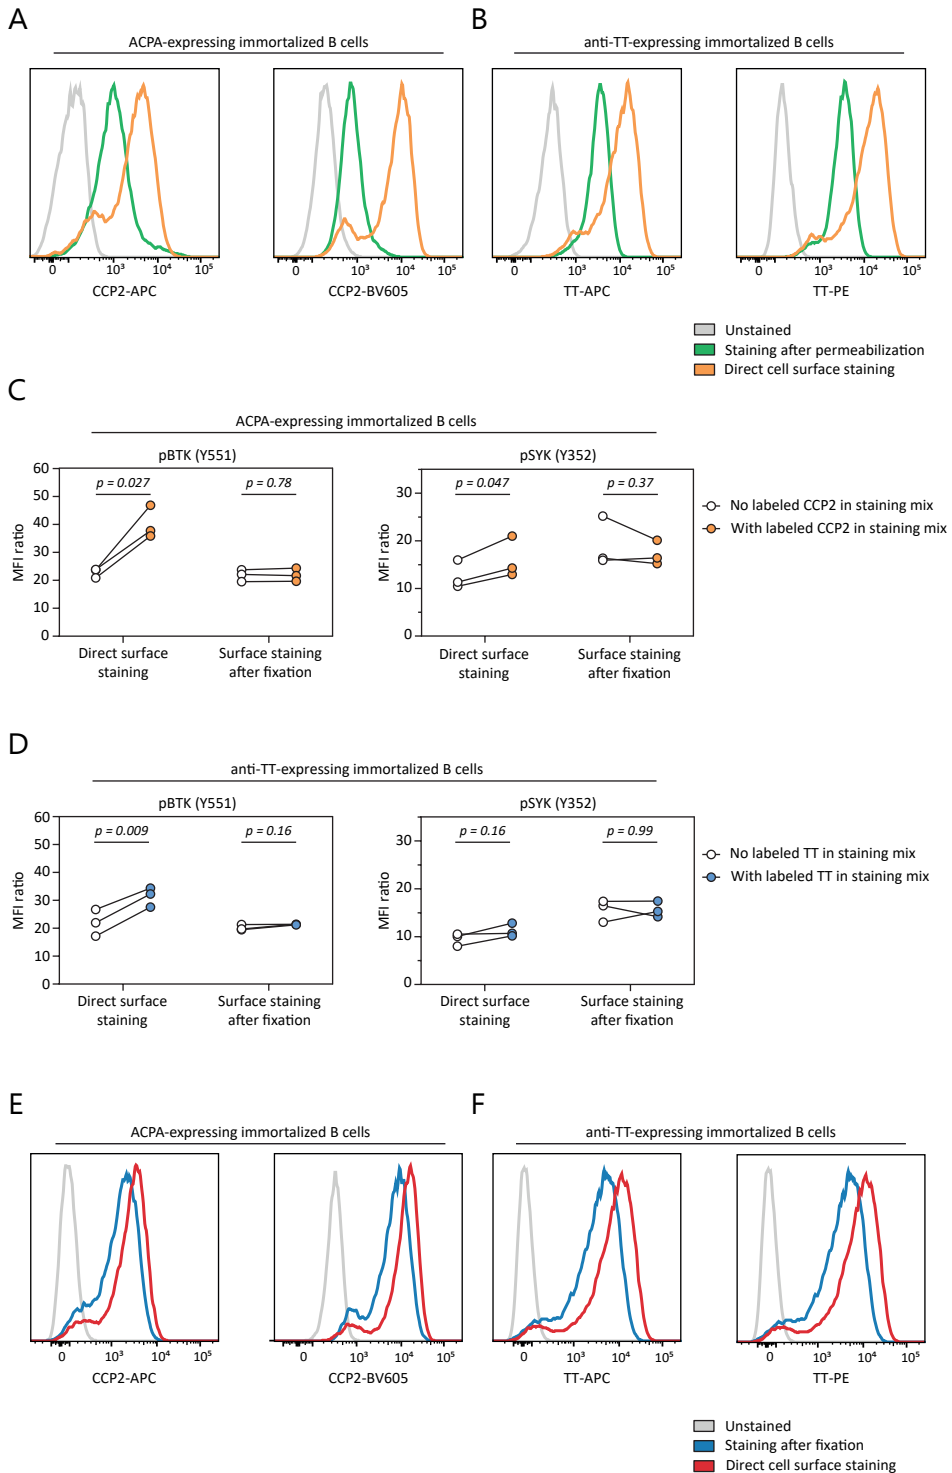 A
ACPA-expressing immortalized B cells
0 10³ 10⁴ 10⁵
CCP2-APC
0 10³ 10⁴ 10⁵
CCP2-BV605
B
anti-TT-expressing immortalized B cells
0 10³ 10⁴ 10⁵
TT-APC
0 10³ 10⁴ 10⁵
TT-PE
Unstained
Staining after permeabilization
Direct cell surface staining
C
ACPA-expressing immortalized B cells
pBTK (Y551)
60
50
40
30
20
10
0
MFI ratio
p = 0.027
p = 0.78
Direct surface
staining
Surface staining
after fixation
pSYK (Y352)
30
20
10
0
MFI ratio
p = 0.047
p = 0.37
Direct surface
staining
Surface staining
after fixation
No labeled CCP2 in staining mix
With labeled CCP2 in staining mix
D
anti-TT-expressing immortalized B cells
pBTK (Y551)
60
50
40
30
20
10
0
MFI ratio
p = 0.009
p = 0.16
Direct surface
staining
Surface staining
after fixation
pSYK (Y352)
30
20
10
0
MFI ratio
p = 0.16
p = 0.99
Direct surface
staining
Surface staining
after fixation
No labeled TT in staining mix
With labeled TT in staining mix
E
ACPA-expressing immortalized B cells
0 10³ 10⁴ 10⁵
CCP2-APC
0 10³ 10⁴ 10⁵
CCP2-BV605
F
anti-TT-expressing immortalized B cells
0 10³ 10⁴ 10⁵
TT-APC
0 10³ 10⁴ 10⁵
TT-PE
Unstained
Staining after fixation
Direct cell surface staining